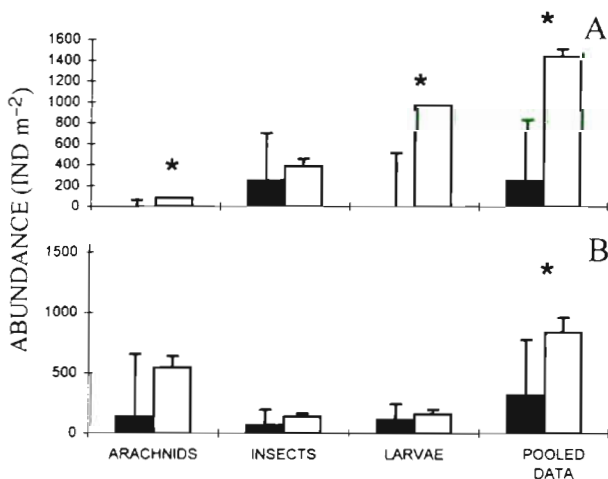 A
1600
1400
1200
1000
800
600
400
200
0
* * *
B
1500
1000
500
0
*
ABUNDANCE (IND m⁻²)
ARACHNIDS INSECTS LARVAE POOLED
DATA